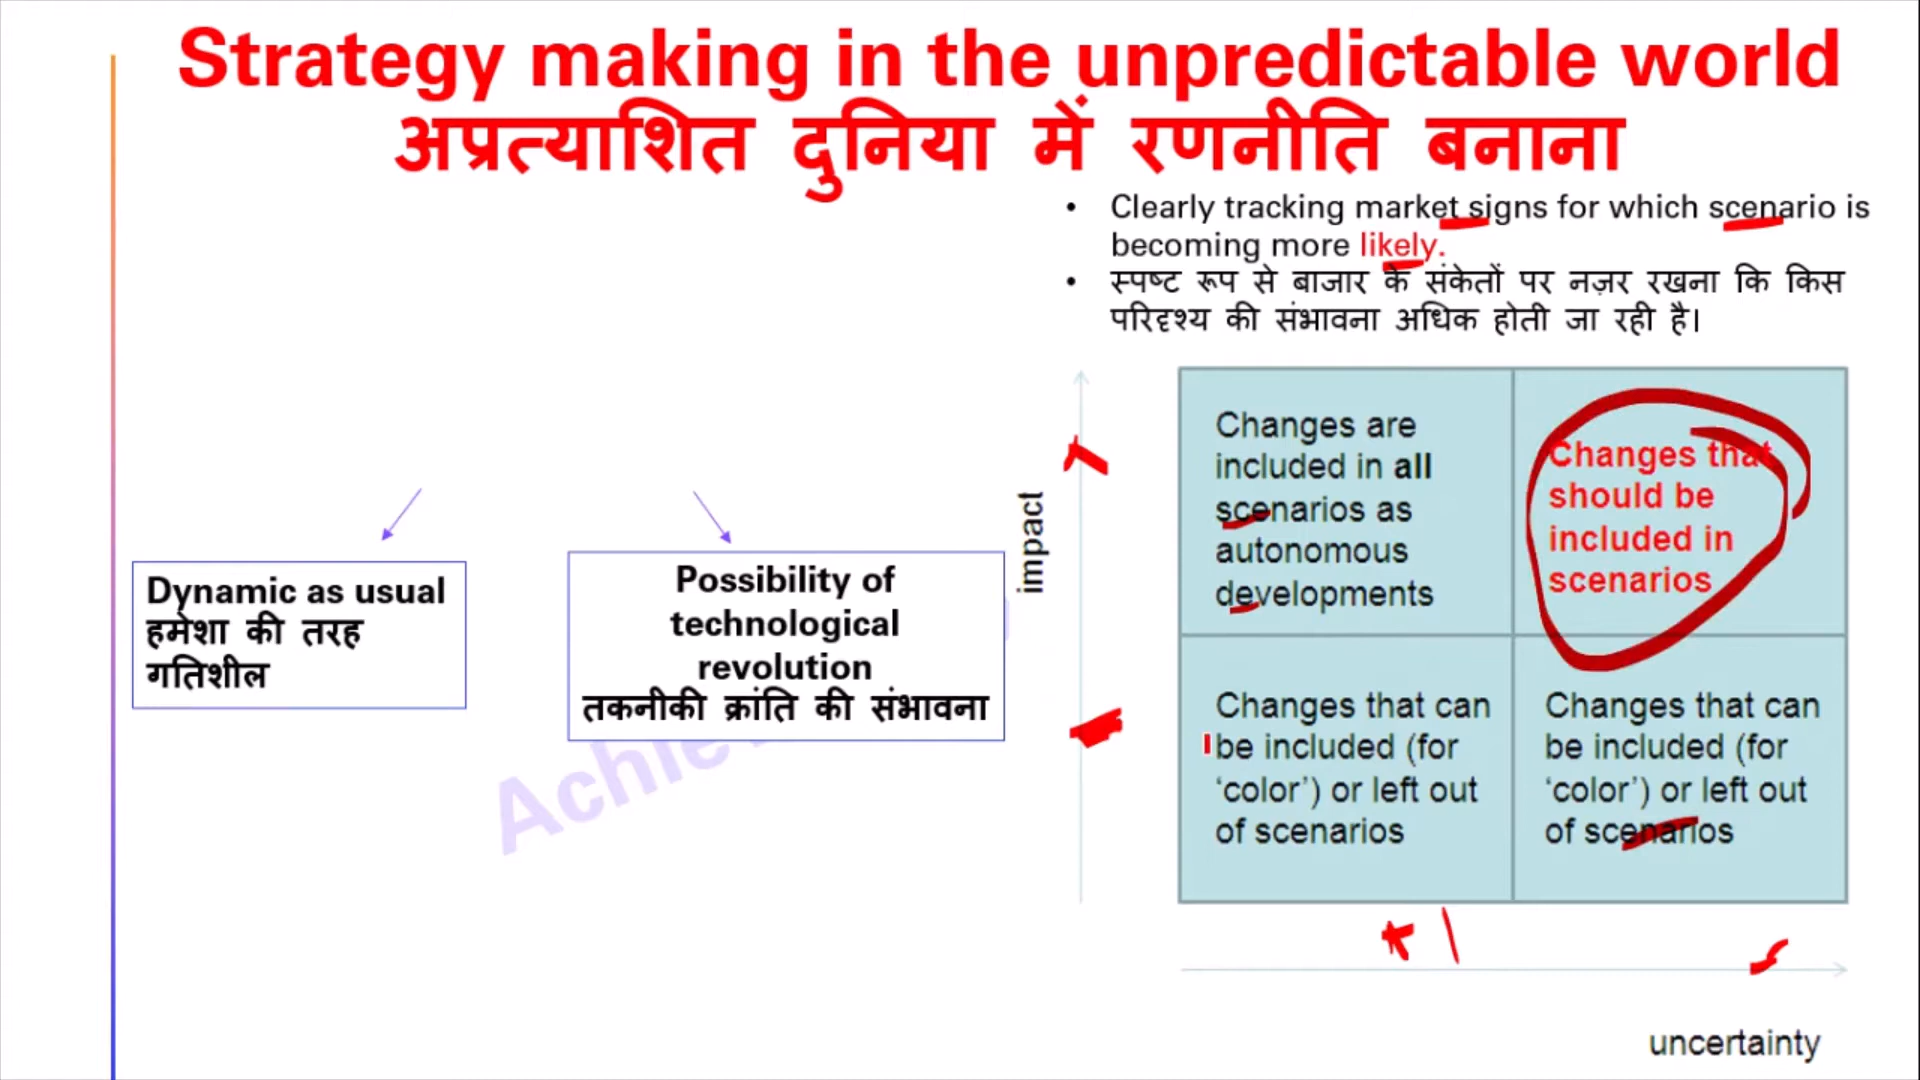 Strategy making in the unpredictable world
अप्रत्याशित दुनिया में रणनीति बनाना
• Clearly tracking market signs for which scenario is
becoming more likely.
• स्पष्ट रूप से बाजार के संकेतों पर नज़र रखना कि किस
परिदृश्य की संभावना अधिक होती जा रही है।
Dynamic as usual
हमेशा की तरह
गतिशील
Possibility of
technological
revolution
तकनीकी क्रांति की संभावना
impact
Changes are
included in all
scenarios as
autonomous
developments
Changes that
should be
included in
scenarios
Changes that can
be included (for
‘color’) or left out
of scenarios
Changes that can
be included (for
‘color’) or left out
of scenarios
uncertainty